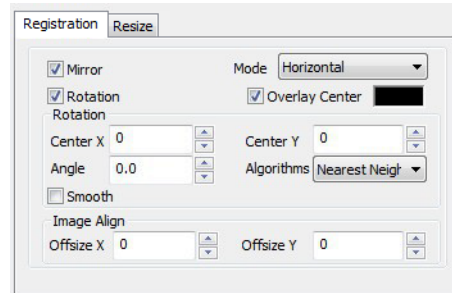 Registration Resize
Mirror Mode Horizontal
Rotation Overlay Center
Rotation
Center X 0 Center Y 0
Angle 0.0 Algorithms Nearest Neigh
Smooth
Image Align
Offsize X 0 Offsize Y 0